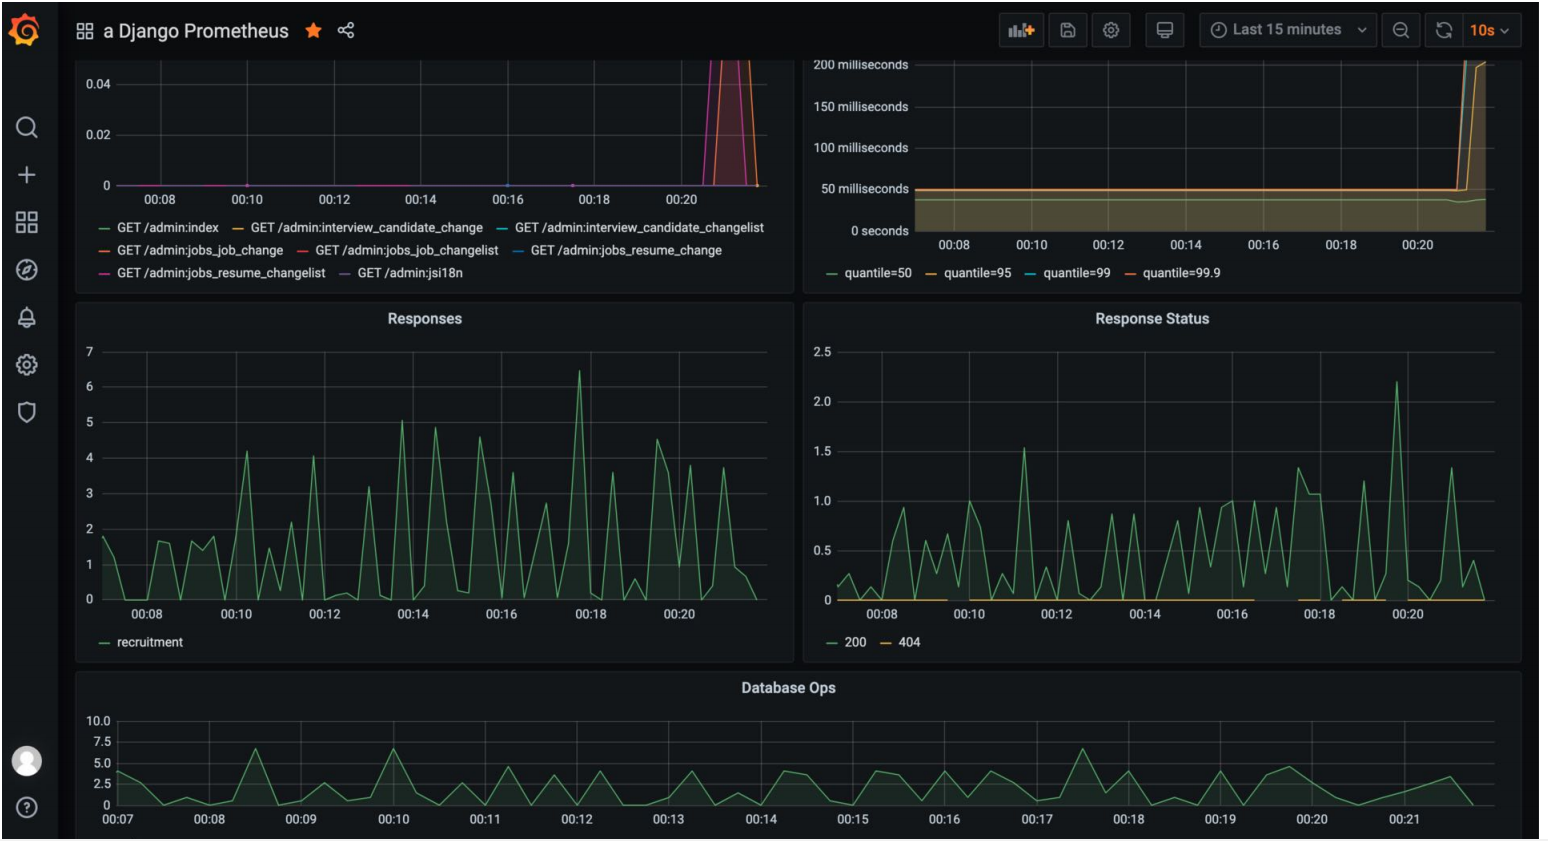 a Django Prometheus
Last 15 minutes
10s
0.04
0.02
0
00:08 00:10 00:12 00:14 00:16 00:18 00:20
GET /admin:index GET /admin:interview_candidate_change GET /admin:interview_candidate_changelist
GET /admin:jobs_job_change GET /admin:jobs_job_changelist GET /admin:jobs_resume_change
GET /admin:jobs_resume_changelist GET /admin:jsi18n
200 milliseconds
150 milliseconds
100 milliseconds
50 milliseconds
0 seconds
00:08 00:10 00:12 00:14 00:16 00:18 00:20
quantile=50 quantile=95 quantile=99 quantile=99.9
Responses
7
6
5
4
3
2
1
0
00:08 00:10 00:12 00:14 00:16 00:18 00:20
recruitment
Response Status
2.5
2.0
1.5
1.0
0.5
0
00:08 00:10 00:12 00:14 00:16 00:18 00:20
200 404
Database Ops
10.0
7.5
5.0
2.5
0
00:07 00:08 00:09 00:10 00:11 00:12 00:13 00:14 00:15 00:16 00:17 00:18 00:19 00:20 00:21